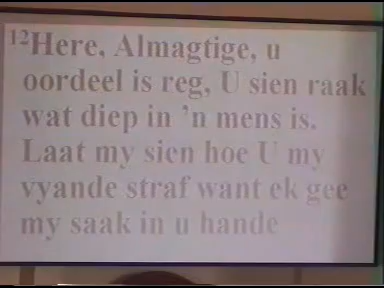 12Here, Almagtige, u
oordeel is reg, U sien raak
wat diep in 'n mens is.
Laat my sien hoe U my
vyande straf want ek gee
my saak in u hande